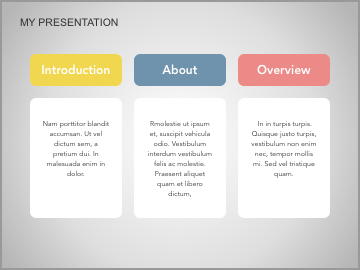 MY PRESENTATION
Introduction
Nam porttitor blandit
accumsan. Ut vel
dictum sem, a
pretium dui. In
malesuada enim in
dolor.
About
Rmolestie ut ipsum
et, suscipit vehicula
odio. Vestibulum
interdum vestibulum
felis ac molestie.
Praesent aliquet
quam et libero
dictum,
Overview
In in turpis turpis.
Quisque justo turpis,
vestibulum non enim
nec, tempor mollis
mi. Sed vel tristique
quam.